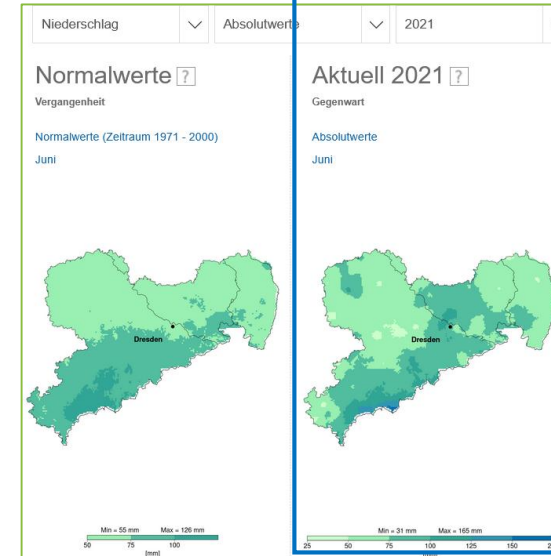 Niederschlag
Absolutwerte
2021
Normalwerte ?
Vergangenheit
Normalwerte (Zeitraum 1971 - 2000)
Juni
Dresden
Min = 55 mm Max = 126 mm
50 75 100
[mm]
Aktuell 2021 ?
Gegenwart
Absolutwerte
Juni
Dresden
Min = 31 mm Max = 165 mm
25 50 75 100 125 150